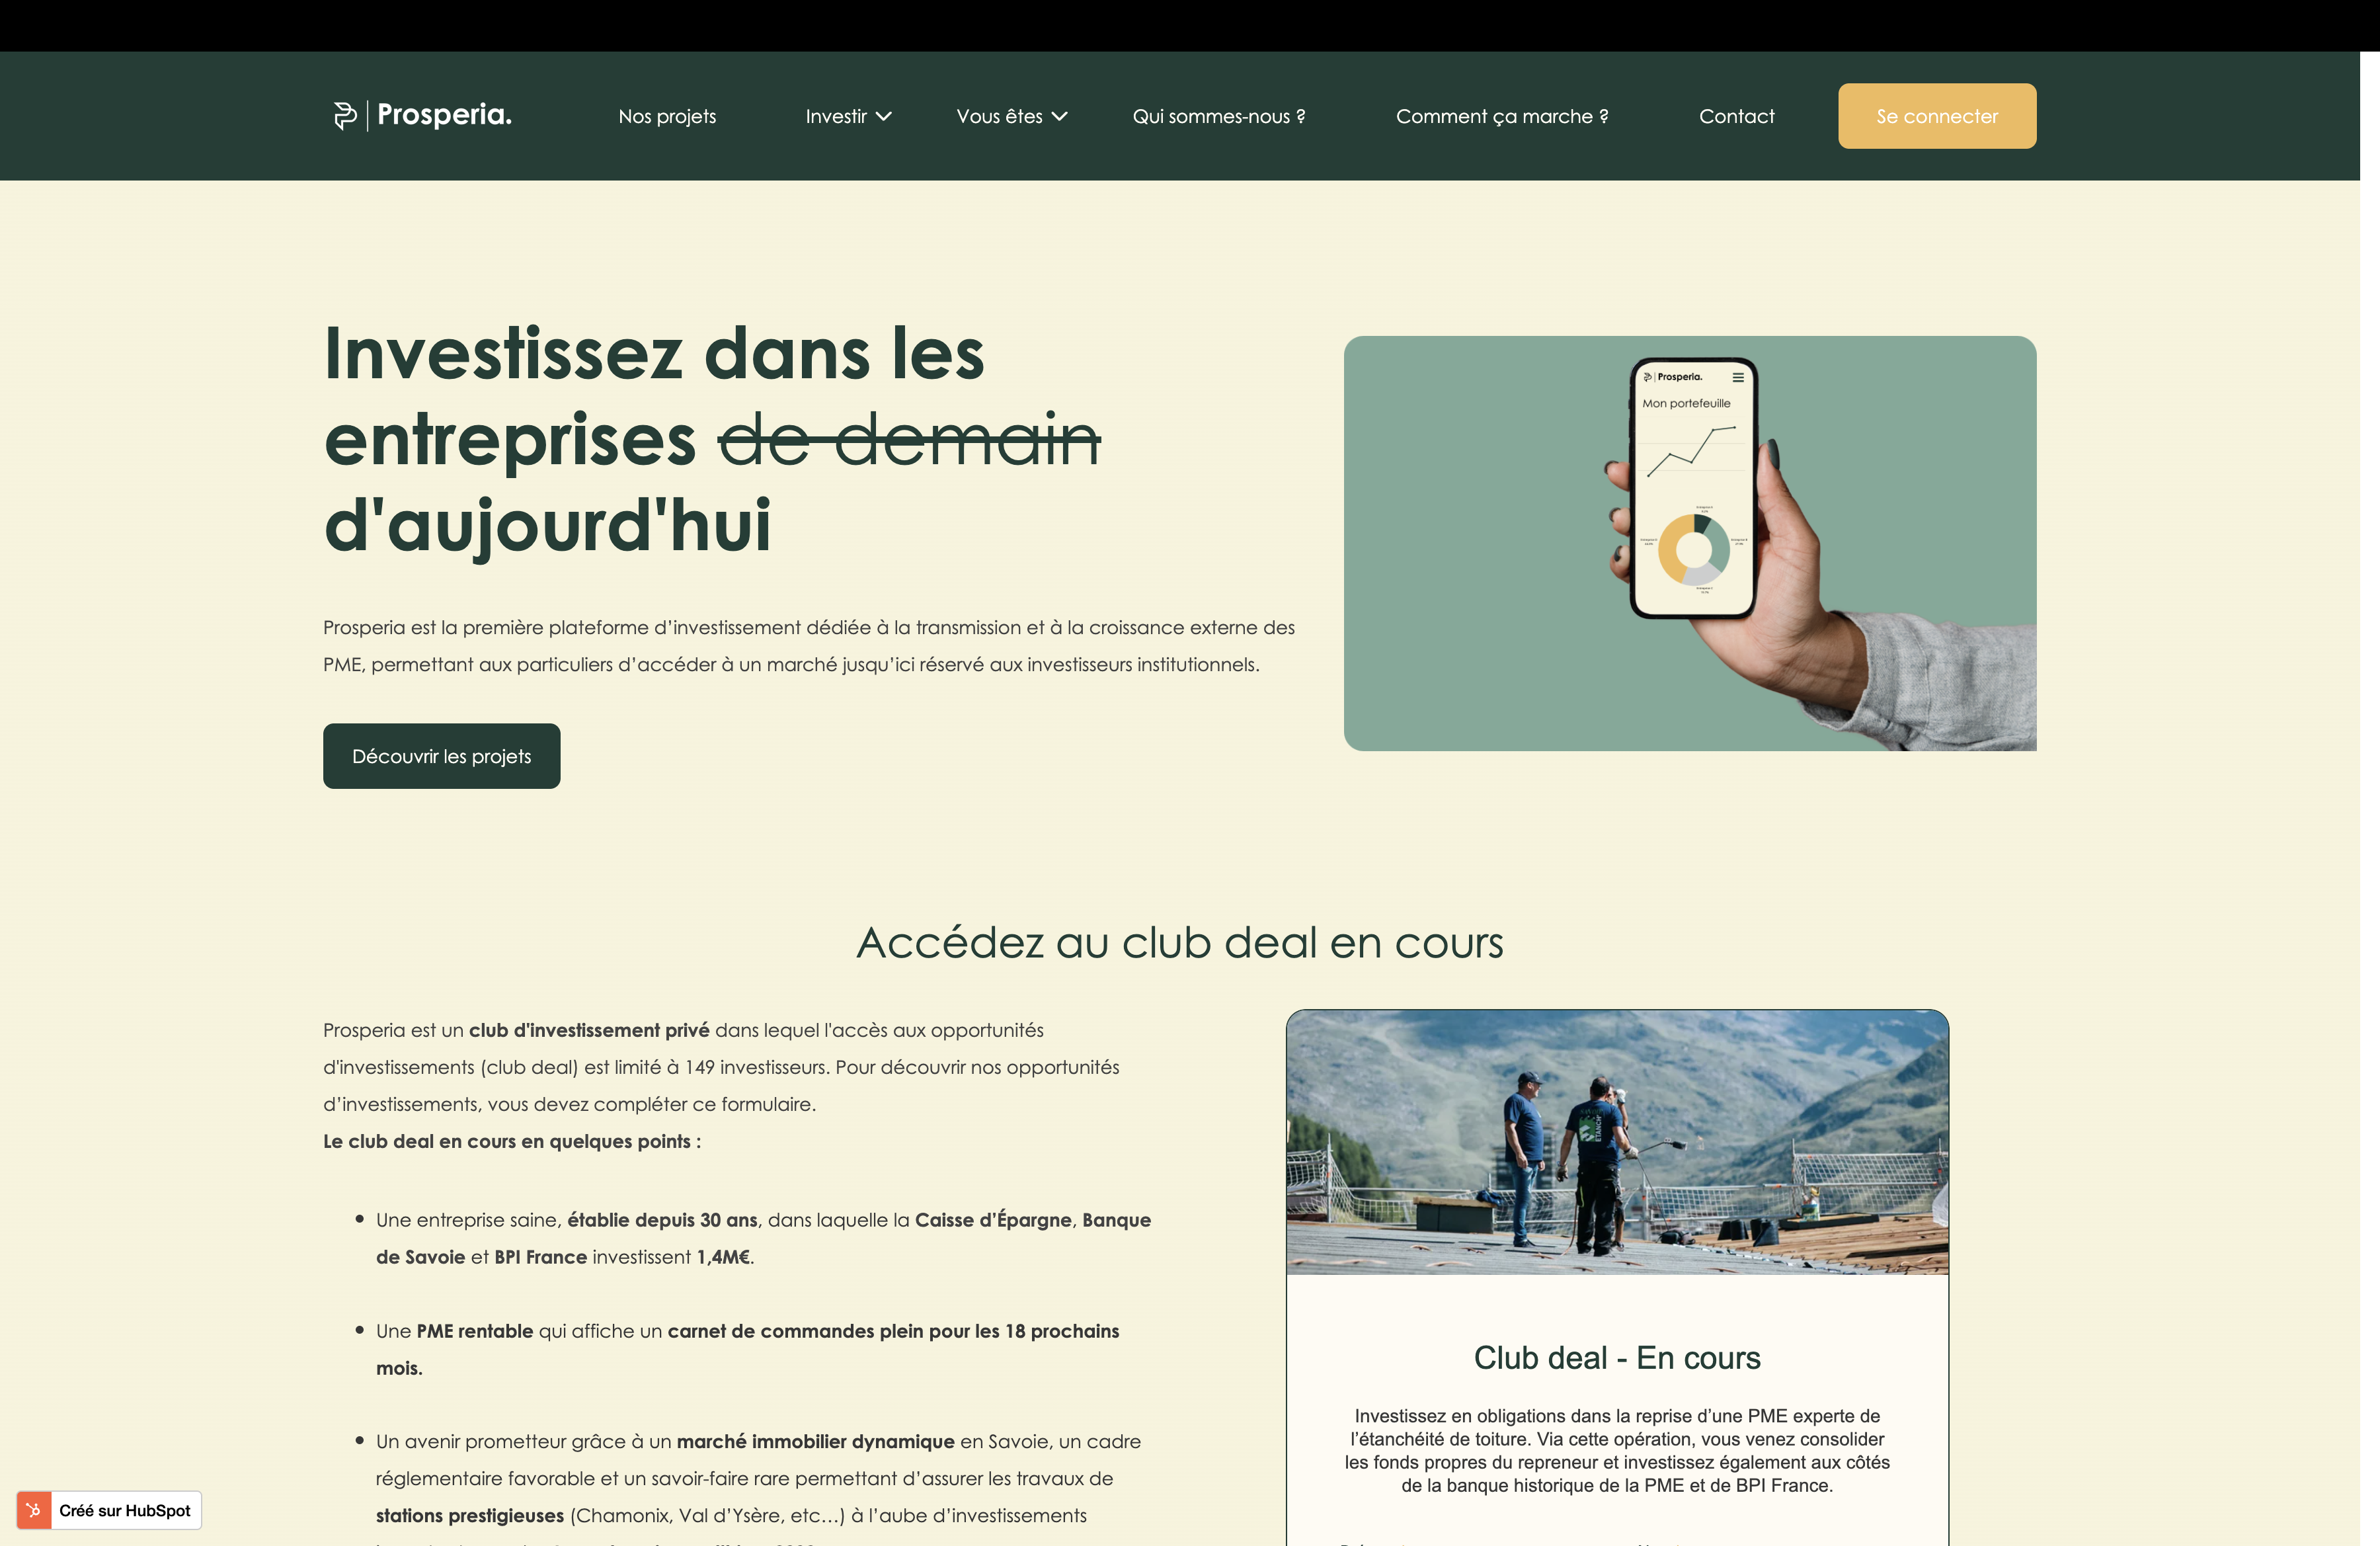 Prosperia.
Nos projets
Investir
Vous êtes
Qui sommes-nous ?
Comment ça marche ?
Contact
Se connecter
Investissez dans les
entreprises de demain
d'aujourd'hui
Prosperia est la première plateforme d’investissement dédiée à la transmission et à la croissance externe des
PME, permettant aux particuliers d’accéder à un marché jusqu’ici réservé aux investisseurs institutionnels.
Découvrir les projets
Prosperia.
Mon portefeuille
Accédez au club deal en cours
Prosperia est un club d'investissement privé dans lequel l'accès aux opportunités
d'investissements (club deal) est limité à 149 investisseurs. Pour découvrir nos opportunités
d’investissements, vous devez compléter ce formulaire.
Le club deal en cours en quelques points :
Une entreprise saine, établie depuis 30 ans, dans laquelle la Caisse d’Épargne, Banque
de Savoie et BPI France investissent 1,4M€.
Une PME rentable qui affiche un carnet de commandes plein pour les 18 prochains
mois.
Un avenir prometteur grâce à un marché immobilier dynamique en Savoie, un cadre
réglementaire favorable et un savoir-faire rare permettant d’assurer les travaux de
stations prestigieuses (Chamonix, Val d’Ysère, etc...) à l’aube d’investissements
Club deal - En cours
Investissez en obligations dans la reprise d’une PME experte de
l’étanchéité de toiture. Via cette opération, vous venez consolider
les fonds propres du repreneur et investissez également aux côtés
de la banque historique de la PME et de BPI France.
Créé sur HubSpot